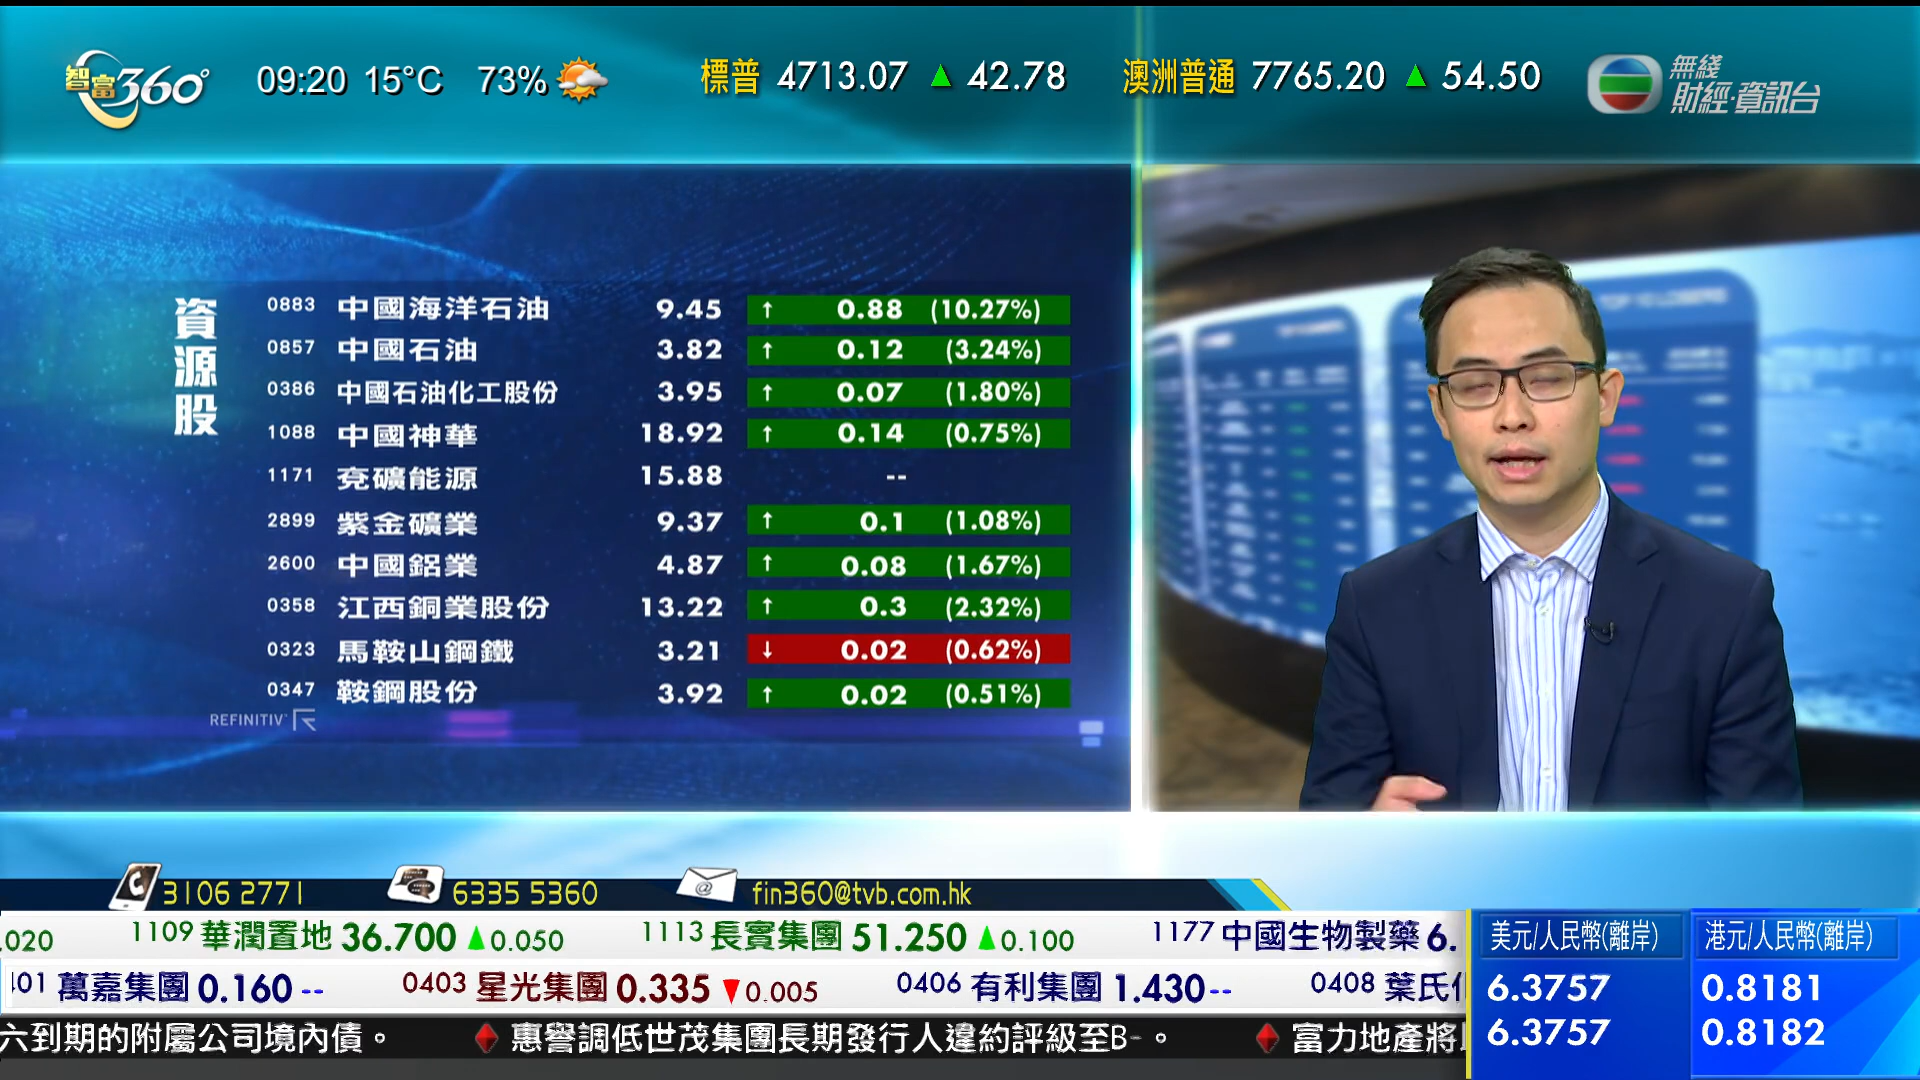 智富360°
09:20 15°C 73%
標普 4713.07 ▲ 42.78
澳洲普通 7765.20 ▲ 54.50
無綫
財經·資訊台
資源股
0883 中國海洋石油 9.45 ↑ 0.88 (10.27%)
0857 中國石油 3.82 ↑ 0.12 (3.24%)
0386 中國石油化工股份 3.95 ↑ 0.07 (1.80%)
1088 中國神華 18.92 ↑ 0.14 (0.75%)
1171 兗礦能源 15.88 --
2899 紫金礦業 9.37 ↑ 0.1 (1.08%)
2600 中國鋁業 4.87 ↑ 0.08 (1.67%)
0358 江西銅業股份 13.22 ↑ 0.3 (2.32%)
0323 馬鞍山鋼鐵 3.21 ↓ 0.02 (0.62%)
0347 鞍鋼股份 3.92 ↑ 0.02 (0.51%)
REFINITIV
3106 2771 6335 5360 fin360@tvb.com.hk
.020 1109 華潤置地 36.700 ▲0.050 1113 長實集團 51.250 ▲0.100 1177 中國生物製藥 6.
401 萬嘉集團 0.160 -- 0403 星光集團 0.335 ▼0.005 0406 有利集團 1.430-- 0408 葉氏化
六到期的附屬公司境內債。 ♦ 惠譽調低世茂集團長期發行人違約評級至B-。 ♦ 富力地產將
美元/人民幣(離岸)
6.3757
6.3757
港元/人民幣(離岸)
0.8181
0.8182